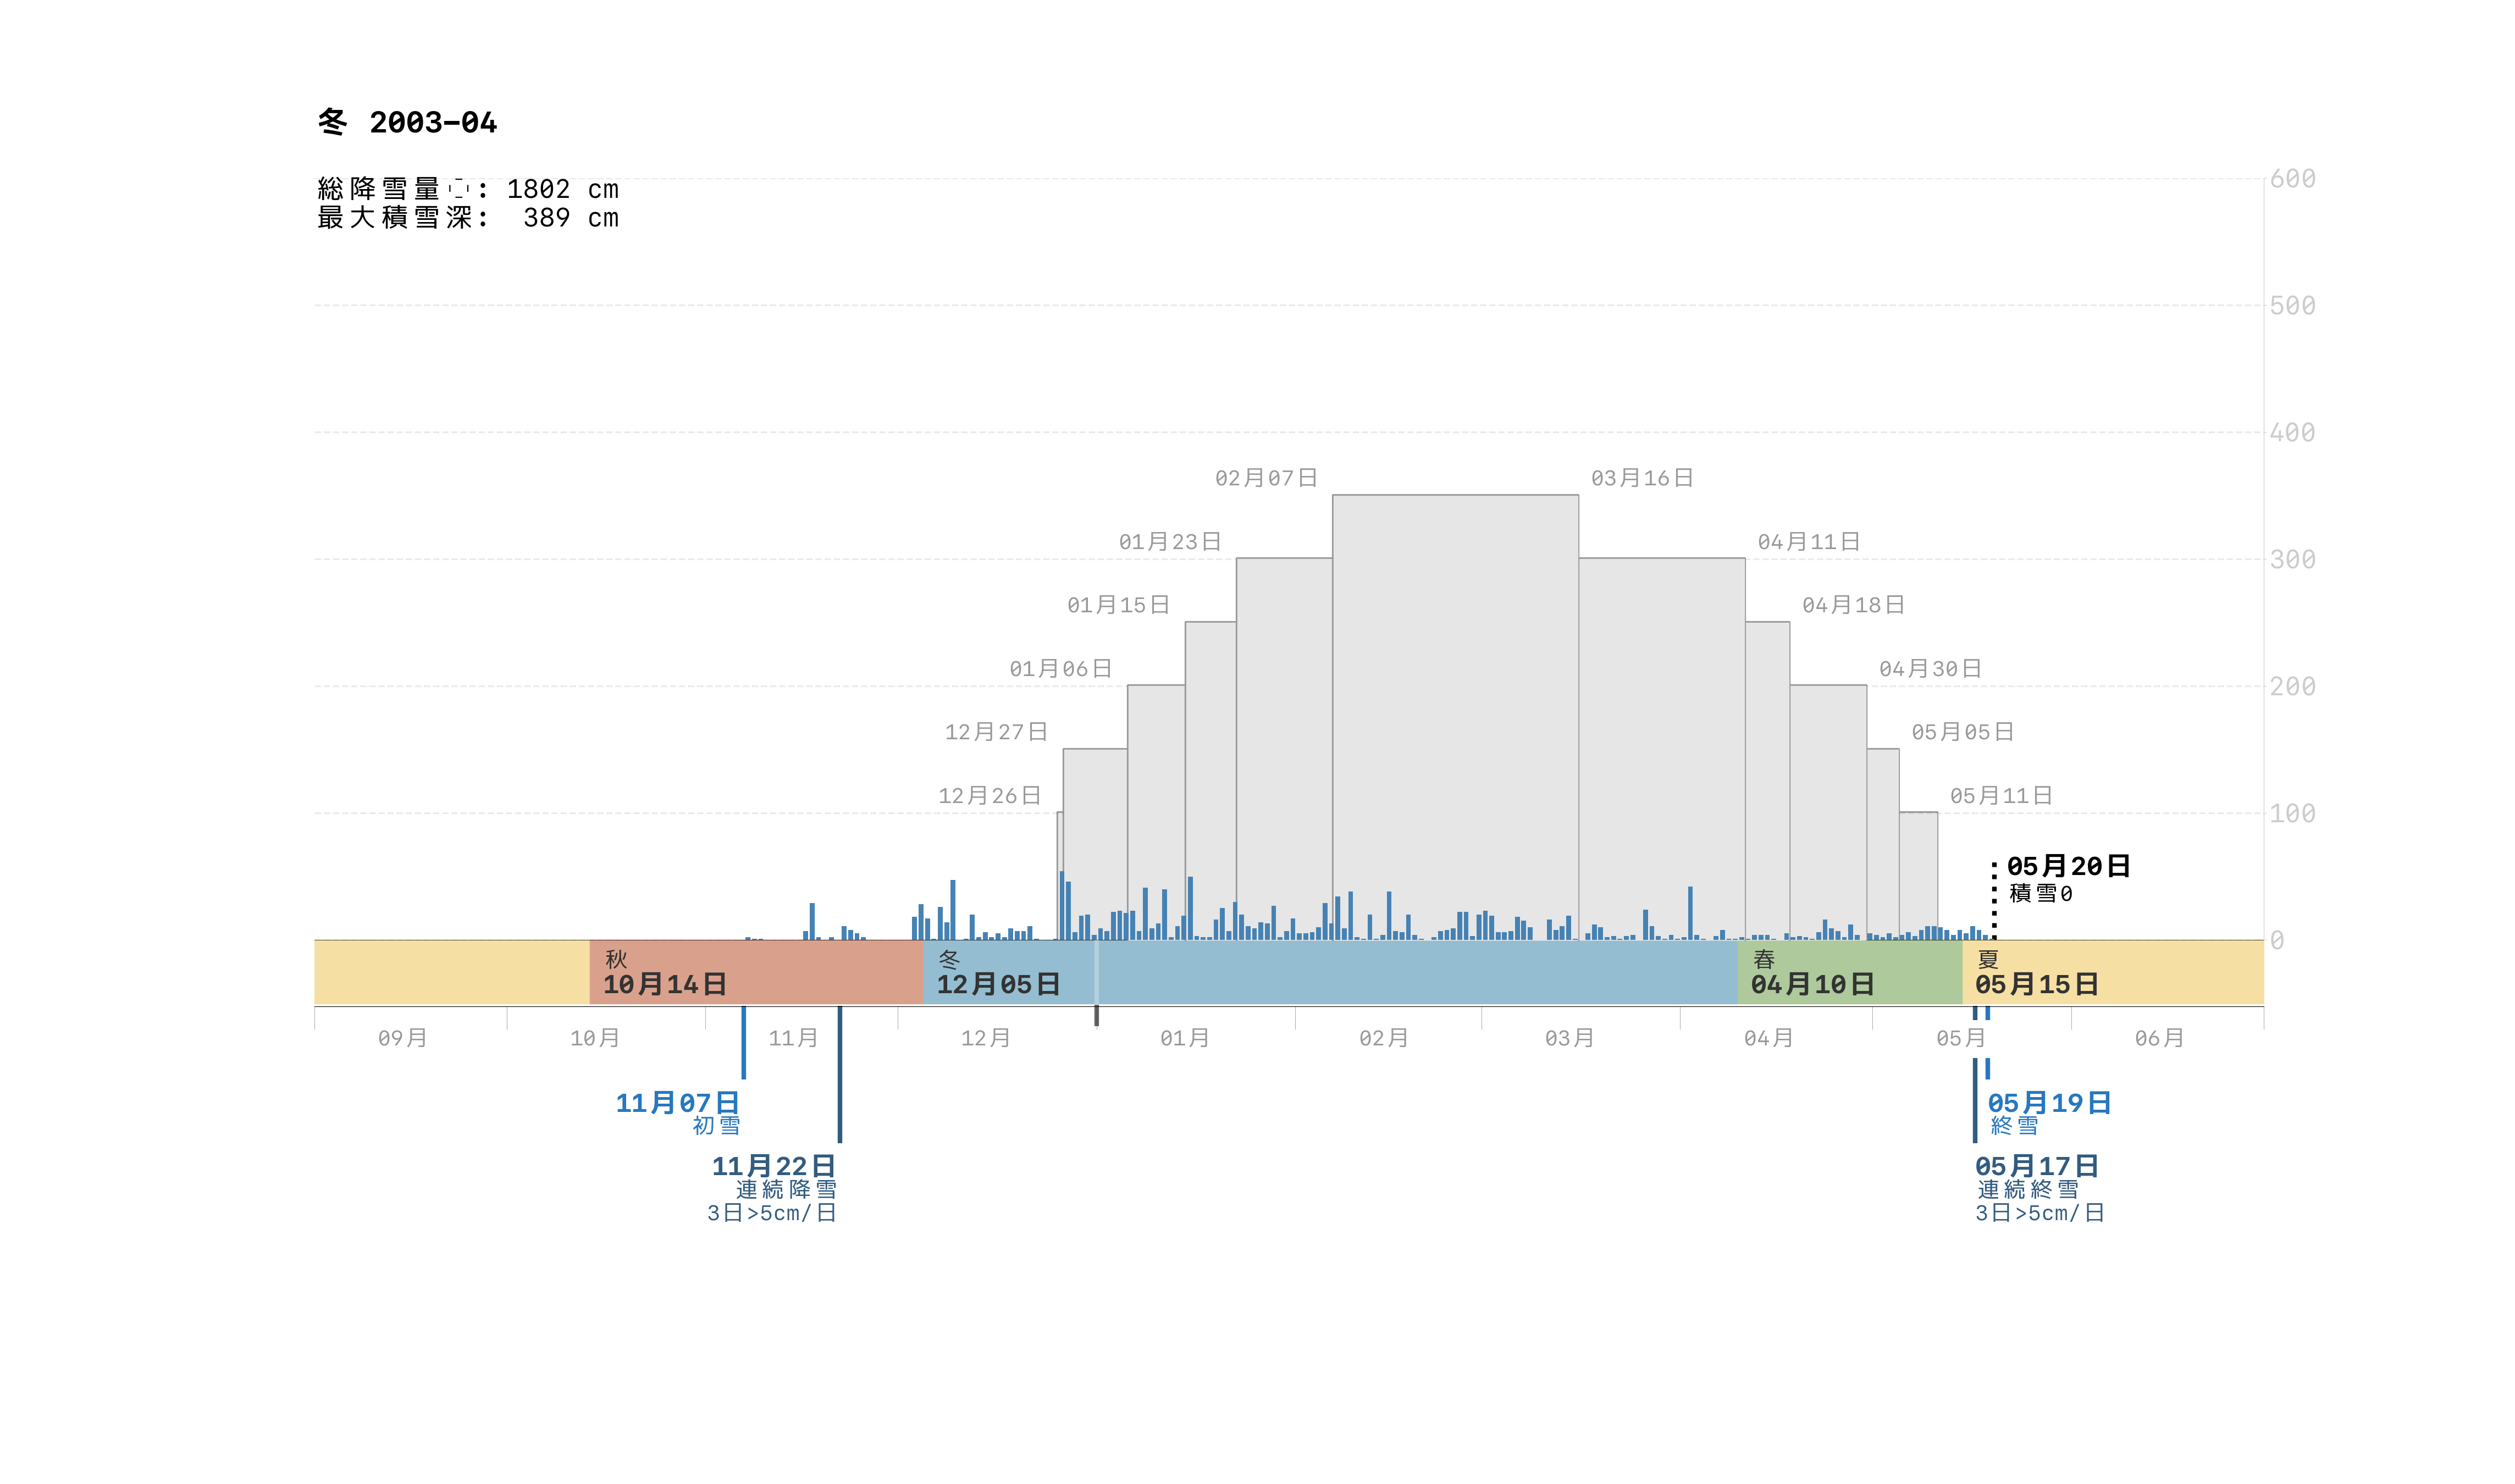 冬 2003–04
総降雪量: 1802 cm
最大積雪深: 389 cm
600
500
400
300
200
100
0
02月07日
03月16日
01月23日
04月11日
01月15日
04月18日
01月06日
04月30日
12月27日
05月05日
12月26日
05月11日
05月20日
積雪0
秋
10月14日
冬
12月05日
春
04月10日
夏
05月15日
09月
10月
11月
12月
01月
02月
03月
04月
05月
06月
11月07日
初雪
05月19日
終雪
11月22日
連続降雪
3日>5cm/日
05月17日
連続終雪
3日>5cm/日